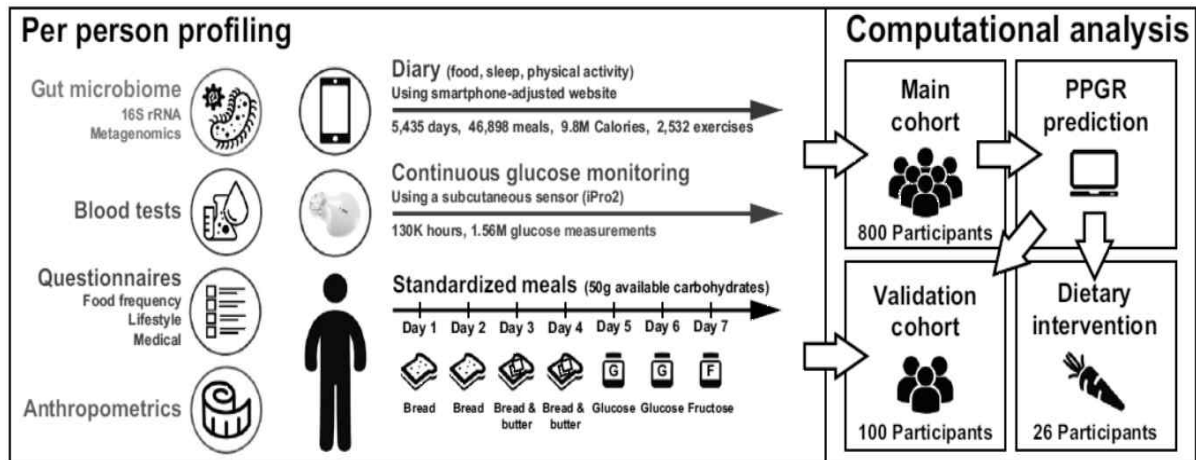 Per person profiling
Gut microbiome
16S rRNA
Metagenomics
Blood tests
Questionnaires
Food frequency
Lifestyle
Medical
Anthropometrics
Diary (food, sleep, physical activity)
Using smartphone-adjusted website
5,435 days, 46,898 meals, 9.8M Calories, 2,532 exercises
Continuous glucose monitoring
Using a subcutaneous sensor (iPro2)
130K hours, 1.56M glucose measurements
Standardized meals (50g available carbohydrates)
Day 1 Day 2 Day 3 Day 4 Day 5 Day 6 Day 7
G G F
Bread Bread Bread & butter Bread & butter Glucose Glucose Fructose
Computational analysis
Main
cohort
800 Participants
PPGR
prediction
Validation
cohort
100 Participants
Dietary
intervention
26 Participants